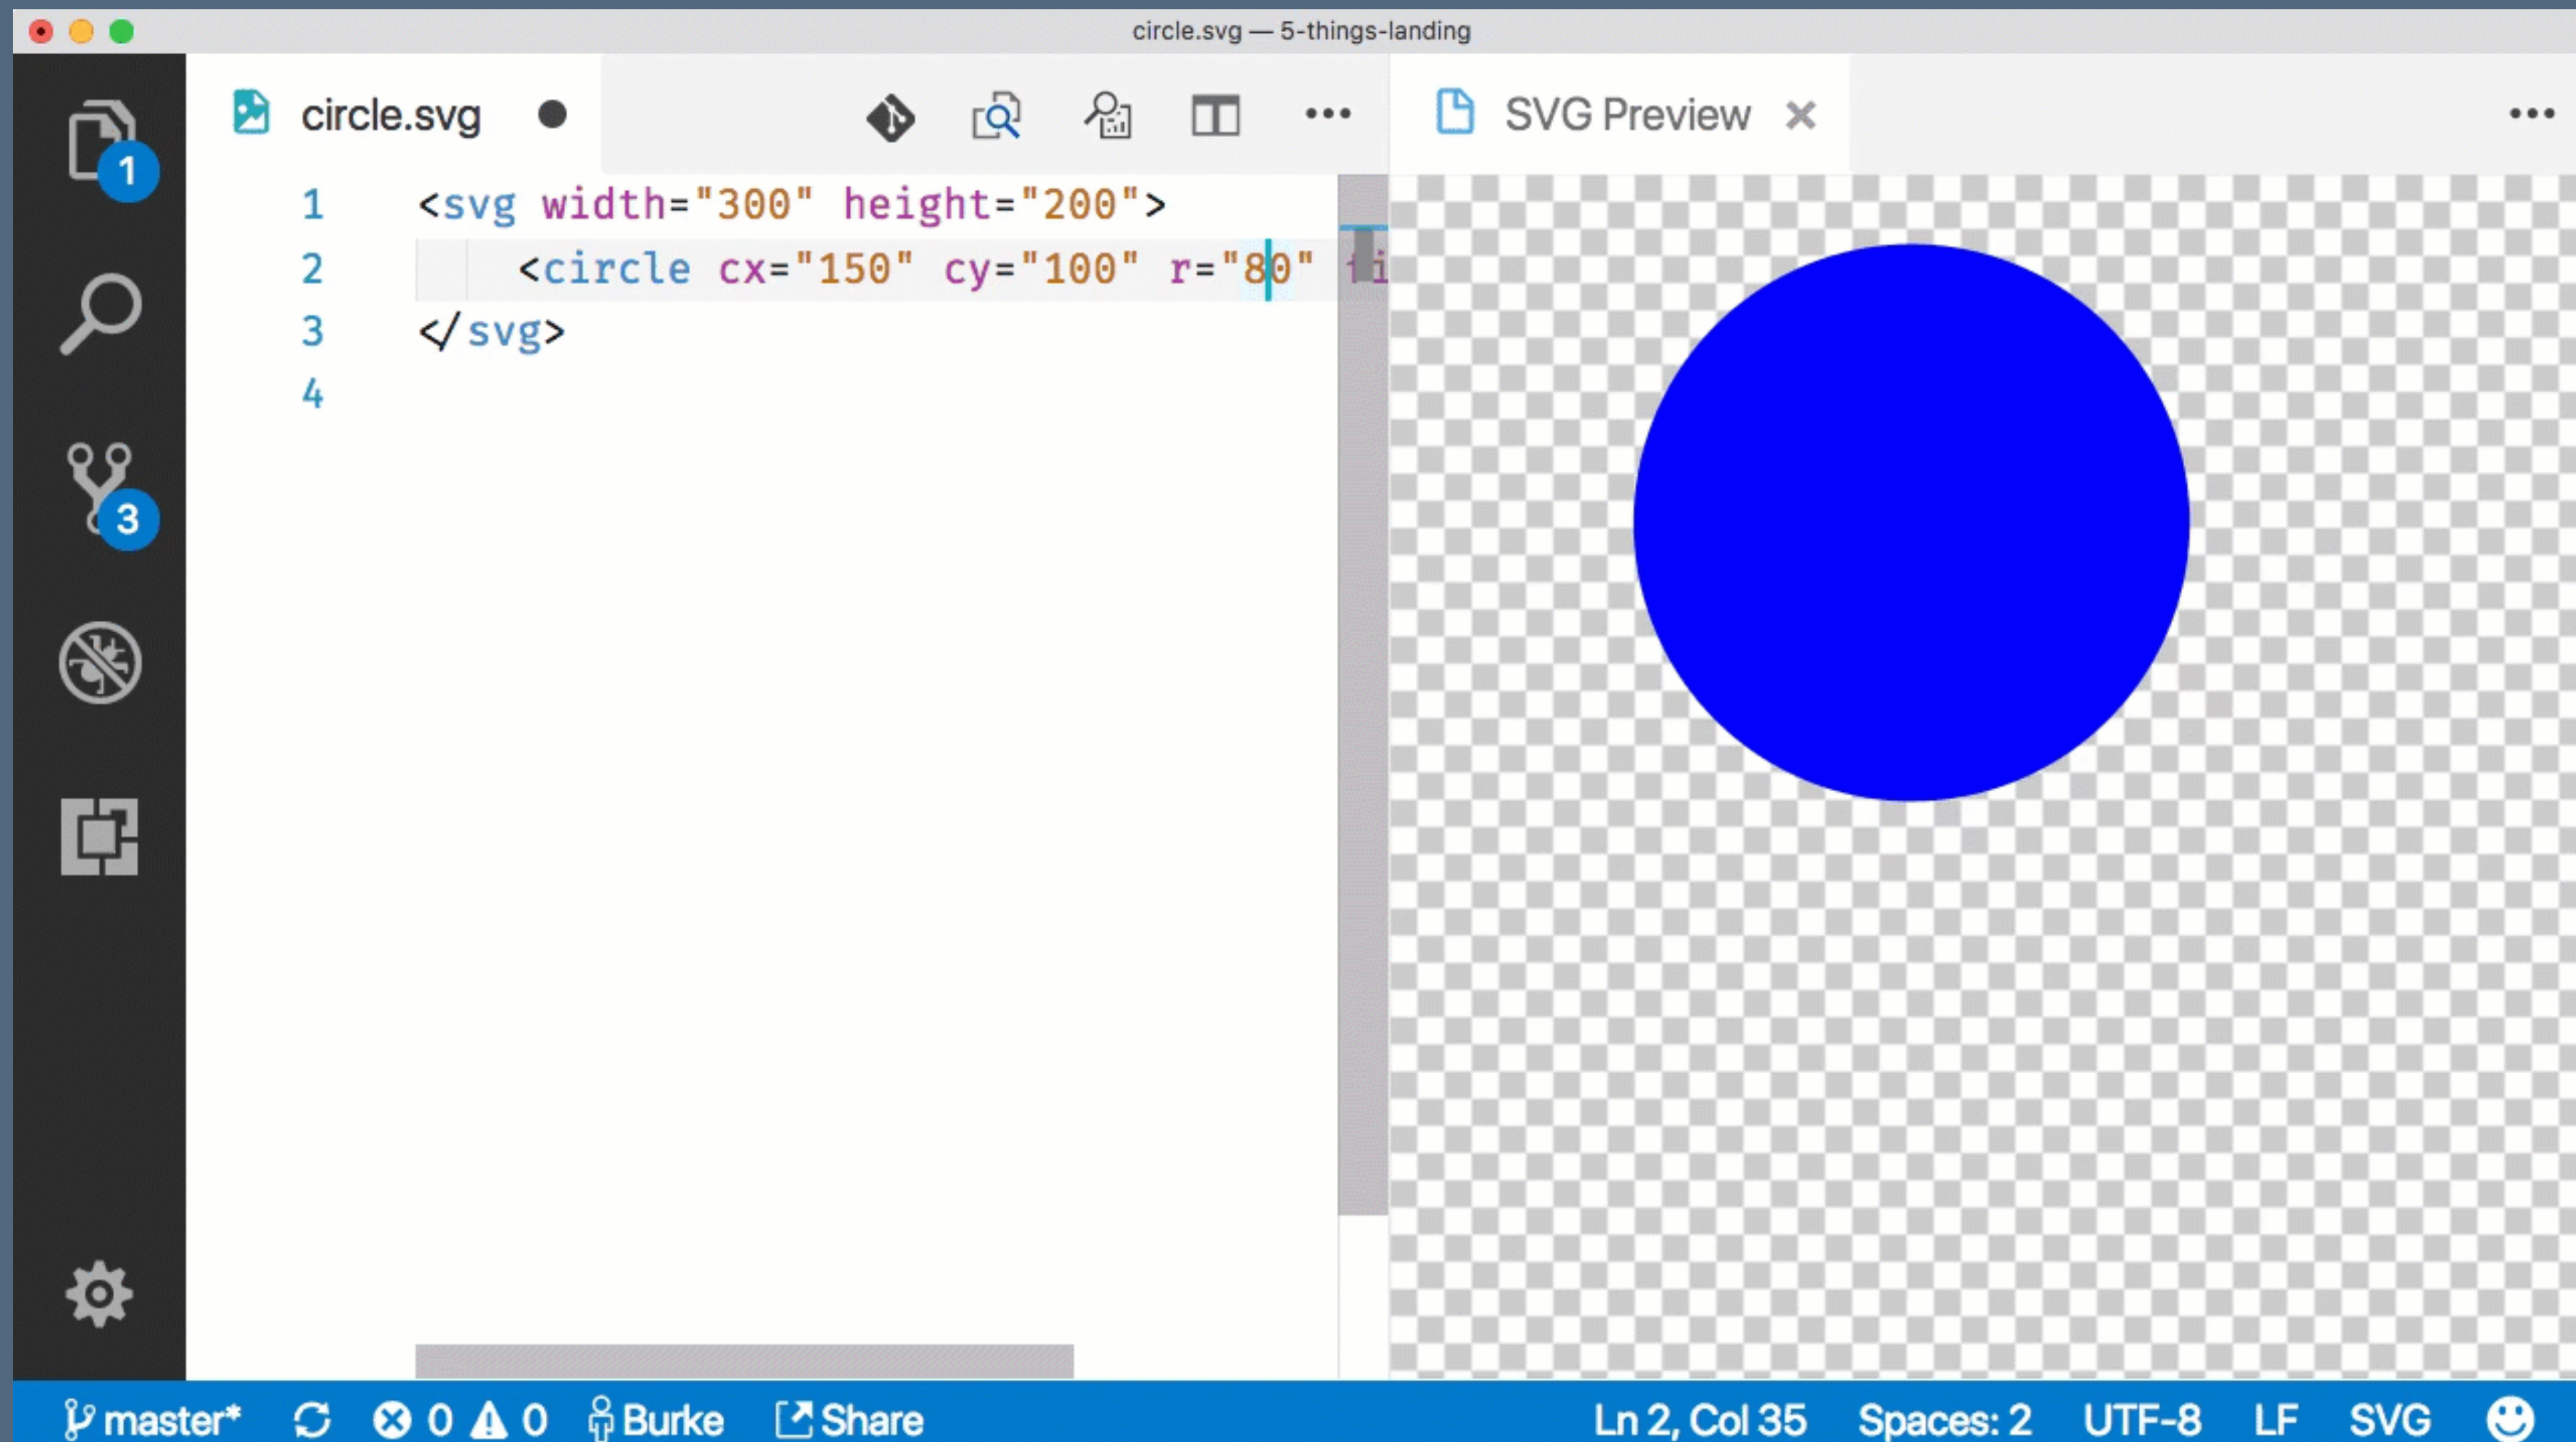 circle.svg — 5-things-landing
circle.svg
SVG Preview
1
1 <svg width="300" height="200">
2 <circle cx="150" cy="100" r="80" fi
3 </svg>
4
3
master* 0 0 Burke Share Ln 2, Col 35 Spaces: 2 UTF-8 LF SVG